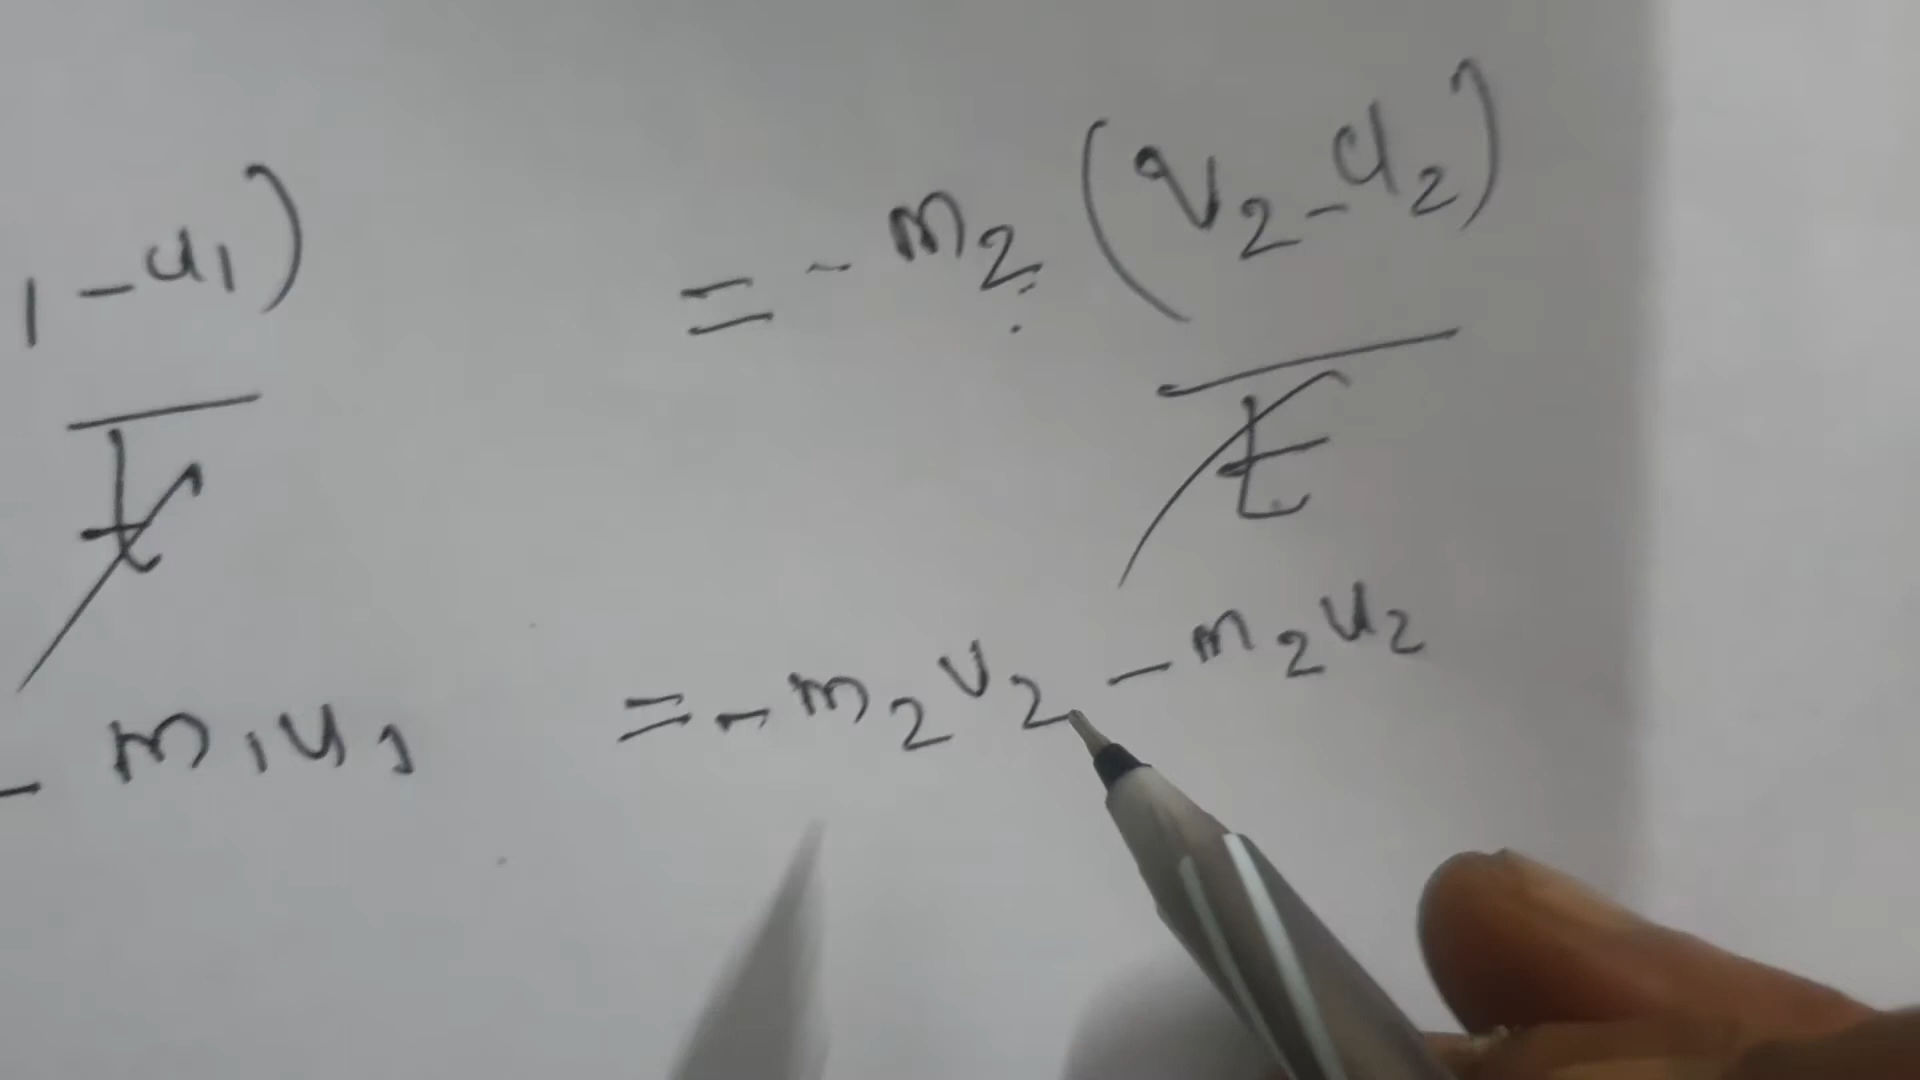 1 - u1) = - m2 (v2 - u2)
t t
- m1u1 = - m2v2 - m2u2